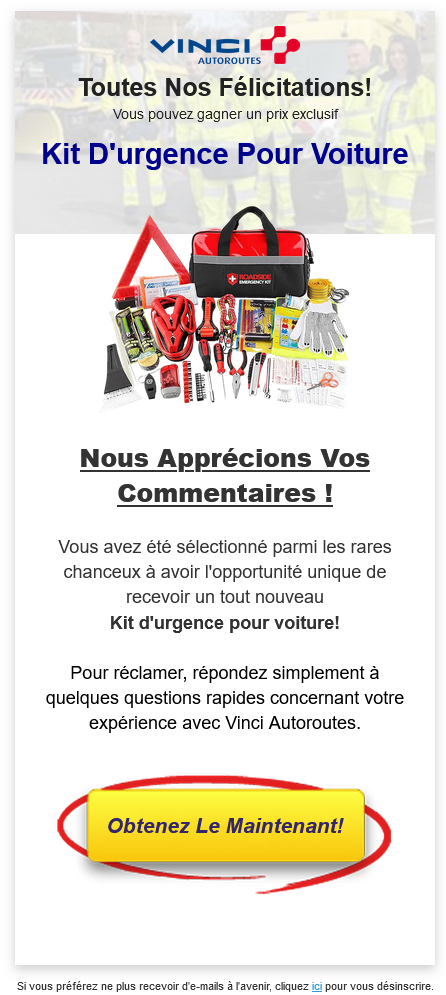 VINCI
AUTOROUTES
Toutes Nos Félicitations!
Vous pouvez gagner un prix exclusif
Kit D'urgence Pour Voiture
ROADSIDE
EMERGENCY KIT
Nous Apprécions Vos
Commentaires !
Vous avez été sélectionné parmi les rares
chanceux à avoir l'opportunité unique de
recevoir un tout nouveau
Kit d'urgence pour voiture!
Pour réclamer, répondez simplement à
quelques questions rapides concernant votre
expérience avec Vinci Autoroutes.
Obtenez Le Maintenant!
Si vous préférez ne plus recevoir d'e-mails à l'avenir, cliquez ici pour vous désinscrire.